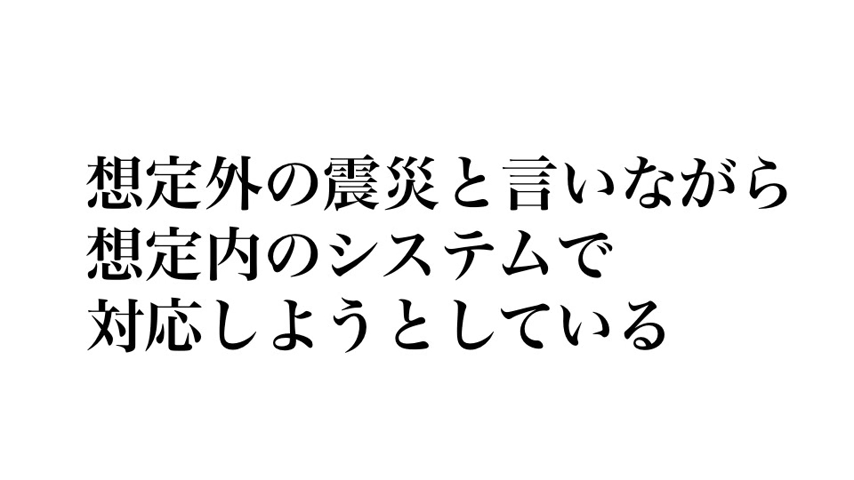 想定外の震災と言いながら
想定内のシステムで
対応しようとしている